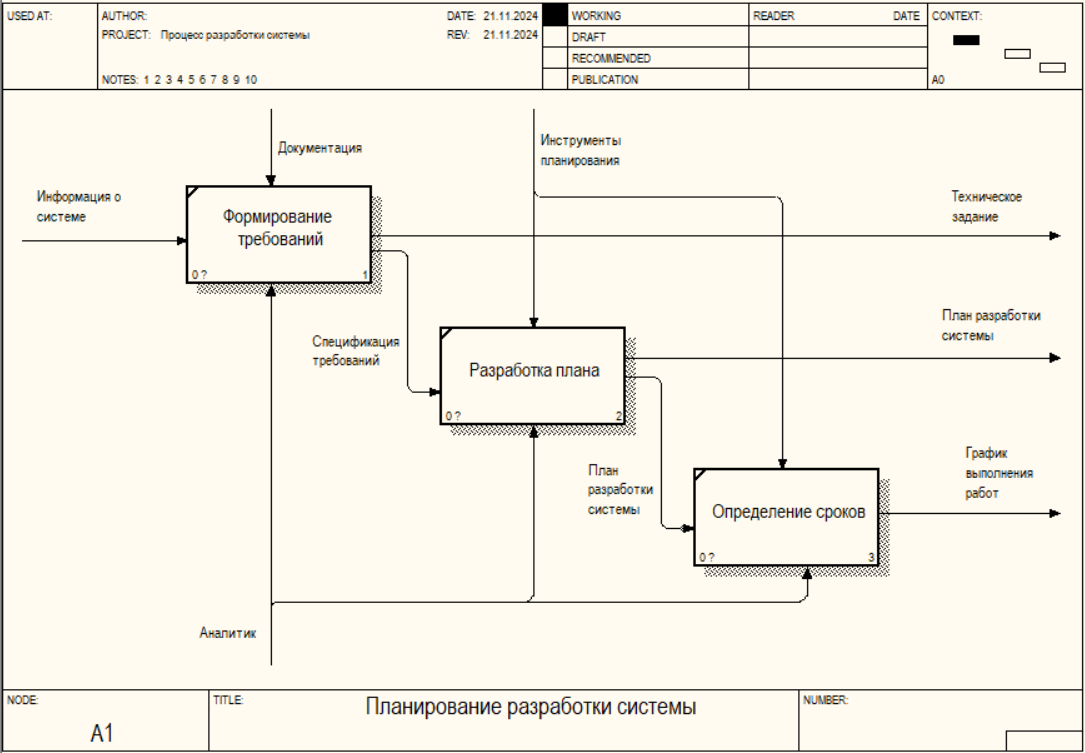 USED AT:
AUTHOR:
DATE: 21.11.2024
PROJECT: Процесс разработки системы
REV: 21.11.2024
NOTES: 1 2 3 4 5 6 7 8 9 10
WORKING
DRAFT
RECOMMENDED
PUBLICATION
READER
DATE
CONTEXT:
A0
Документация
Инструменты
планирования
Информация о
системе
Формирование
требований
0 ?
1
Техническое
задание
Спецификация
требований
Разработка плана
0 ?
2
План разработки
системы
План
разработки
системы
Определение сроков
0 ?
3
График
выполнения
работ
Аналитик
NODE:
A1
TITLE:
Планирование разработки системы
NUMBER: